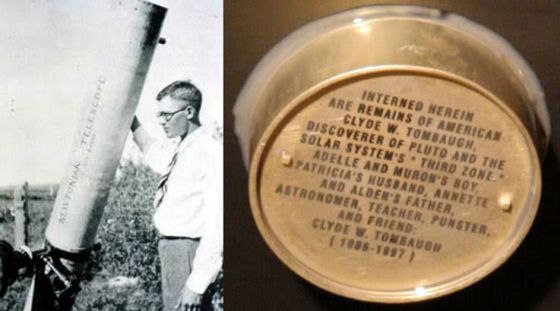 NEWTONIAN TELESCOPE
INTERNED HEREIN
ARE REMAINS OF AMERICAN
CLYDE W. TOMBAUGH,
DISCOVERER OF PLUTO AND THE
SOLAR SYSTEM'S "THIRD ZONE"
ADELLE AND MURON'S BOY,
PATRICIA'S HUSBAND, ANNETTE
AND ALDEN'S FATHER,
ASTRONOMER, TEACHER, PUNSTER,
AND FRIEND:
CLYDE W. TOMBAUGH
(1906-1997)